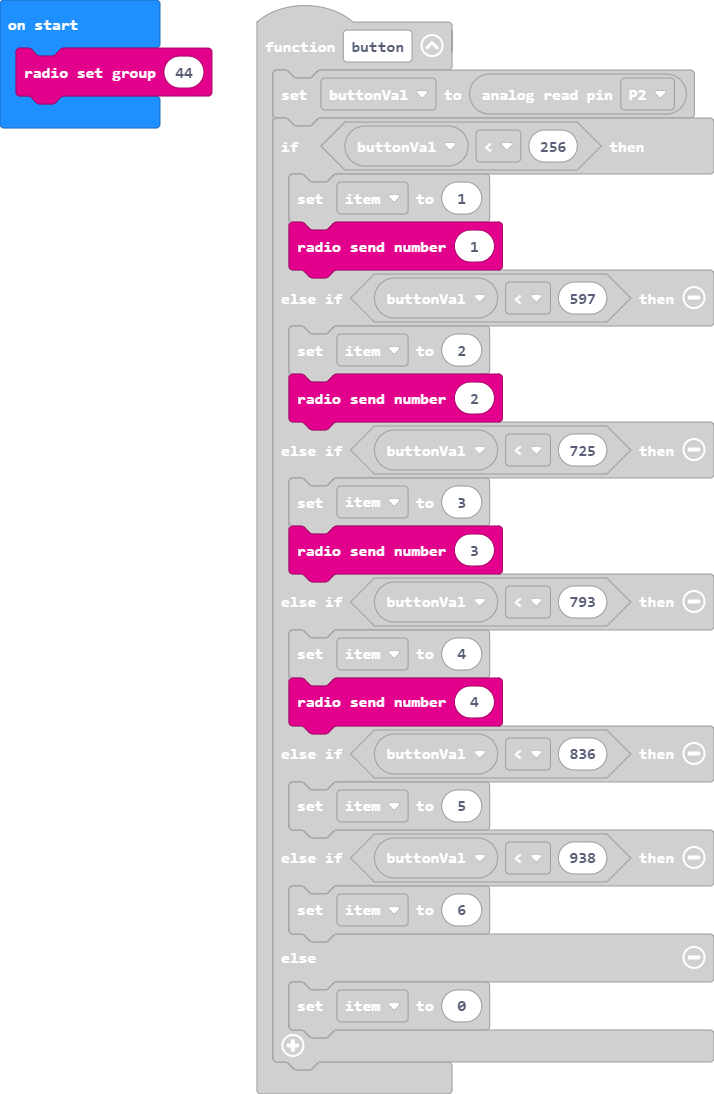 on start
radio set group 44
function button
set buttonVal to analog read pin P2
if buttonVal < 256 then
set item to 1
radio send number 1
else if buttonVal < 597 then
set item to 2
radio send number 2
else if buttonVal < 725 then
set item to 3
radio send number 3
else if buttonVal < 793 then
set item to 4
radio send number 4
else if buttonVal < 836 then
set item to 5
else if buttonVal < 938 then
set item to 6
else
set item to 0